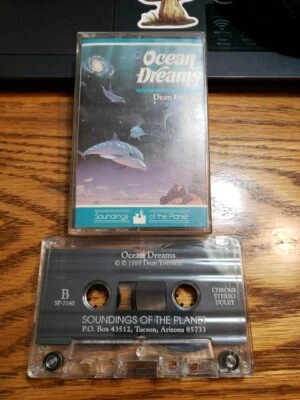 Ocean
Dreams
Dean
Soundings of the Planet
Ocean Dreams
© ℗ 1989 Dean Evenson
B
SP-7140
CHROME
STEREO
DOLBY
SOUNDINGS OF THE PLANET
P.O. Box 43512, Tucson, Arizona 85733